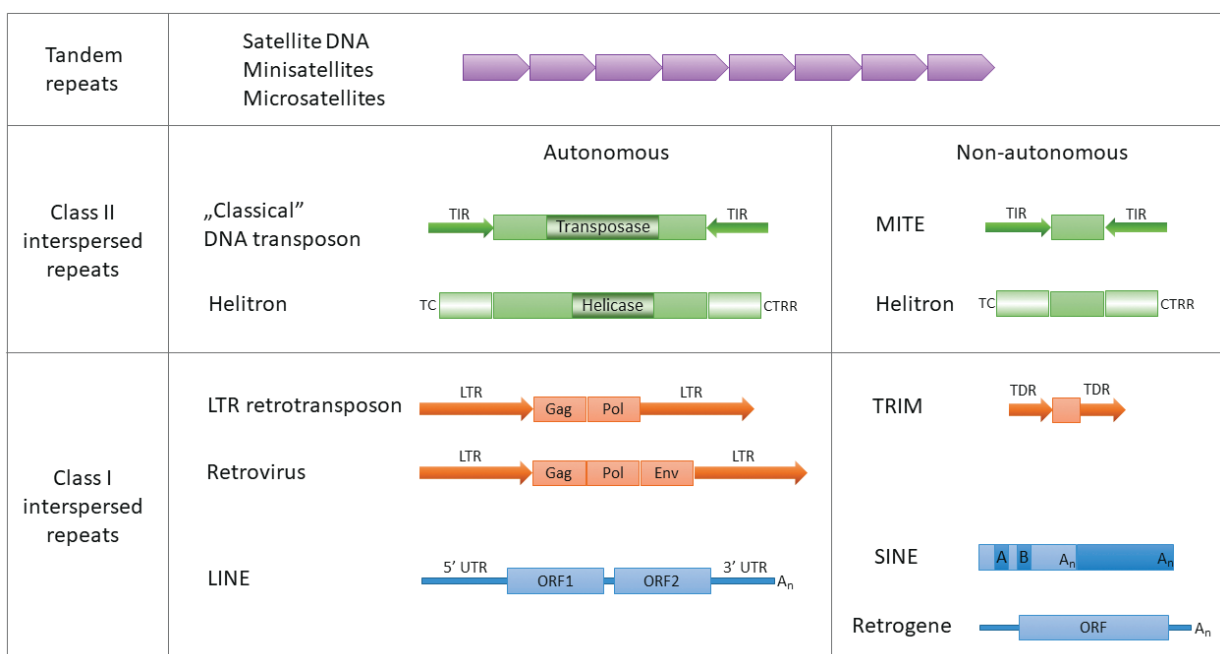 Tandem
repeats
Satellite DNA
Minisatellites
Microsatellites
Class II
interspersed
repeats
Autonomous
Non-autonomous
„Classical”
DNA transposon
TIR
Transposase
TIR
MITE
TIR
TIR
Helitron
TC
Helicase
CTRR
Helitron
TC
CTRR
Class I
interspersed
repeats
LTR retrotransposon
LTR
Gag
Pol
LTR
TRIM
TDR
TDR
Retrovirus
LTR
Gag
Pol
Env
LTR
LINE
5’ UTR
ORF1
ORF2
3’ UTR
An
SINE
A
B
An
An
Retrogene
ORF
An